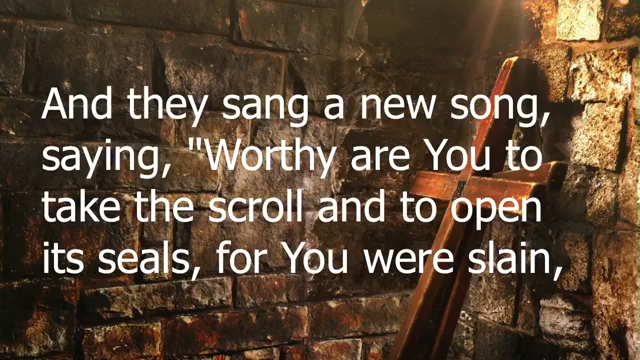 And they sang a new song,
saying, "Worthy are You to
take the scroll and to open
its seals, for You were slain,